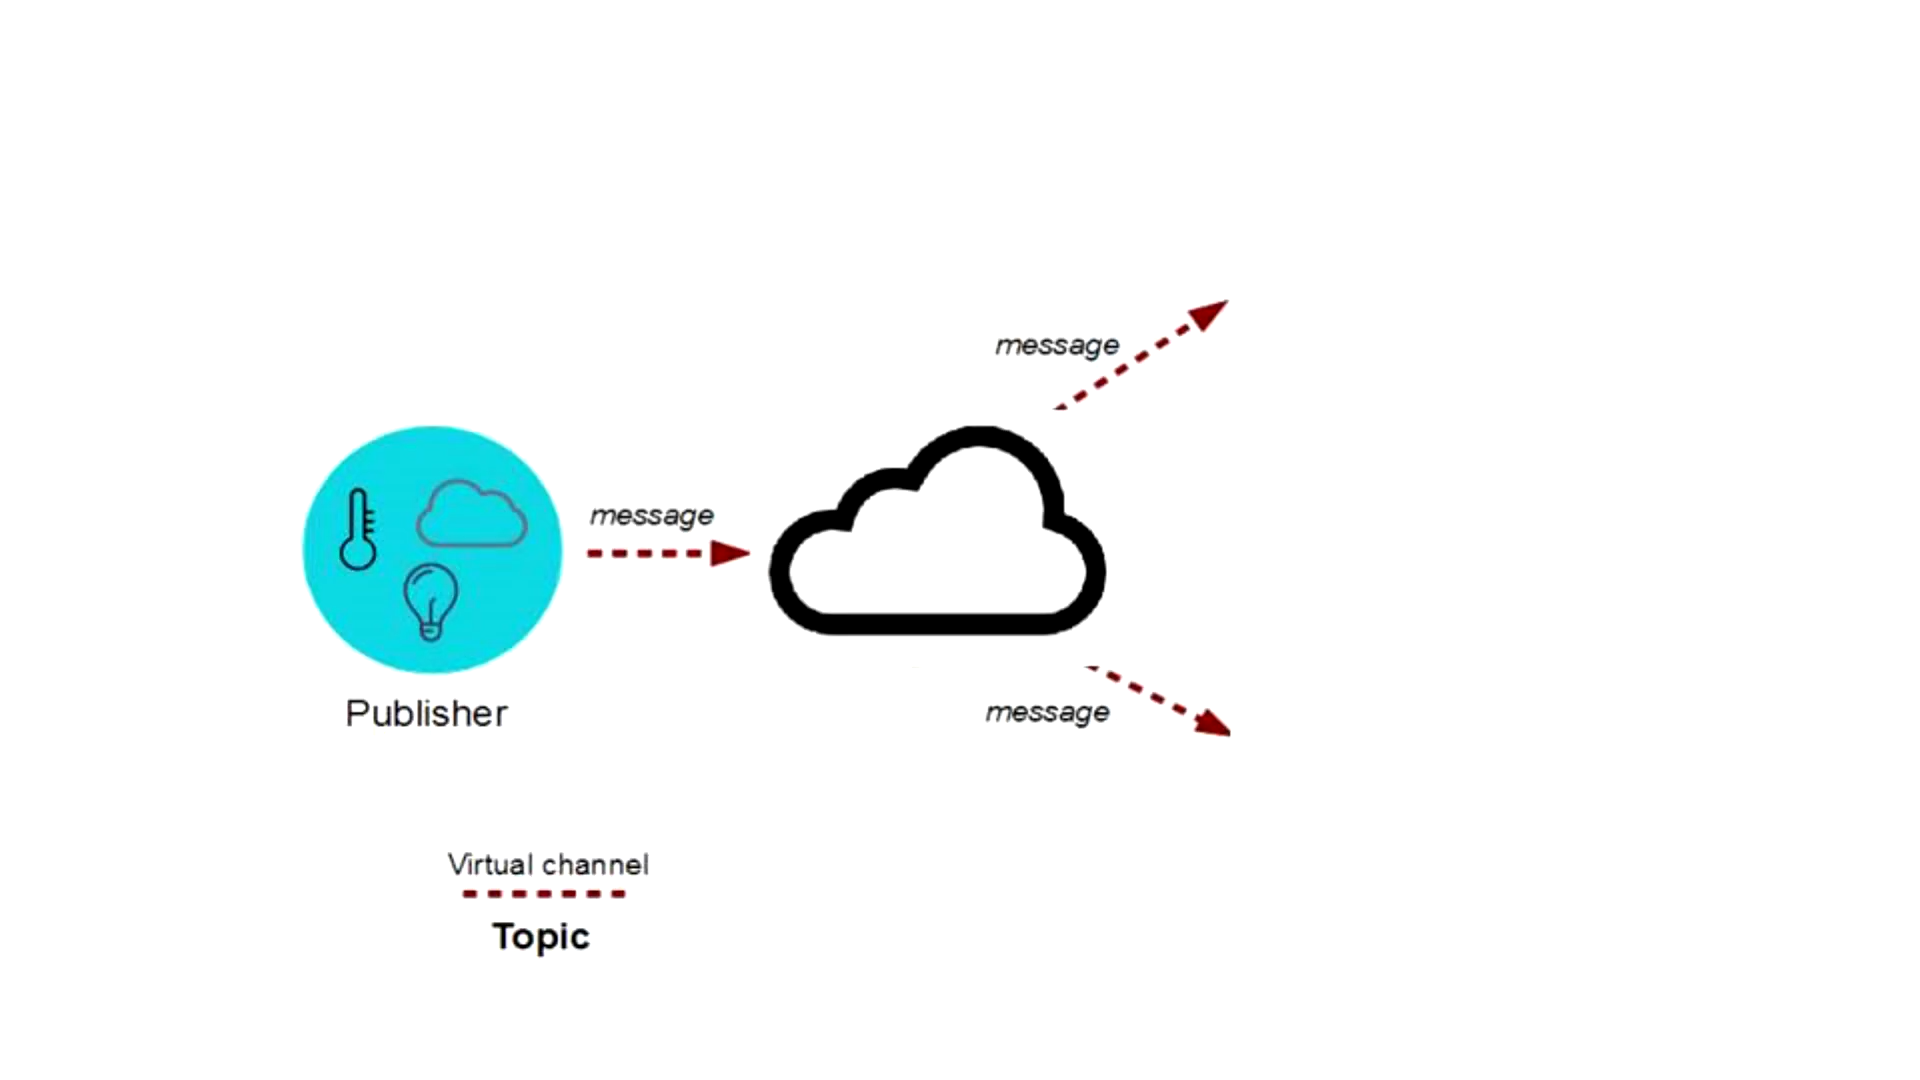 message
message
Publisher
message
Virtual channel
Topic